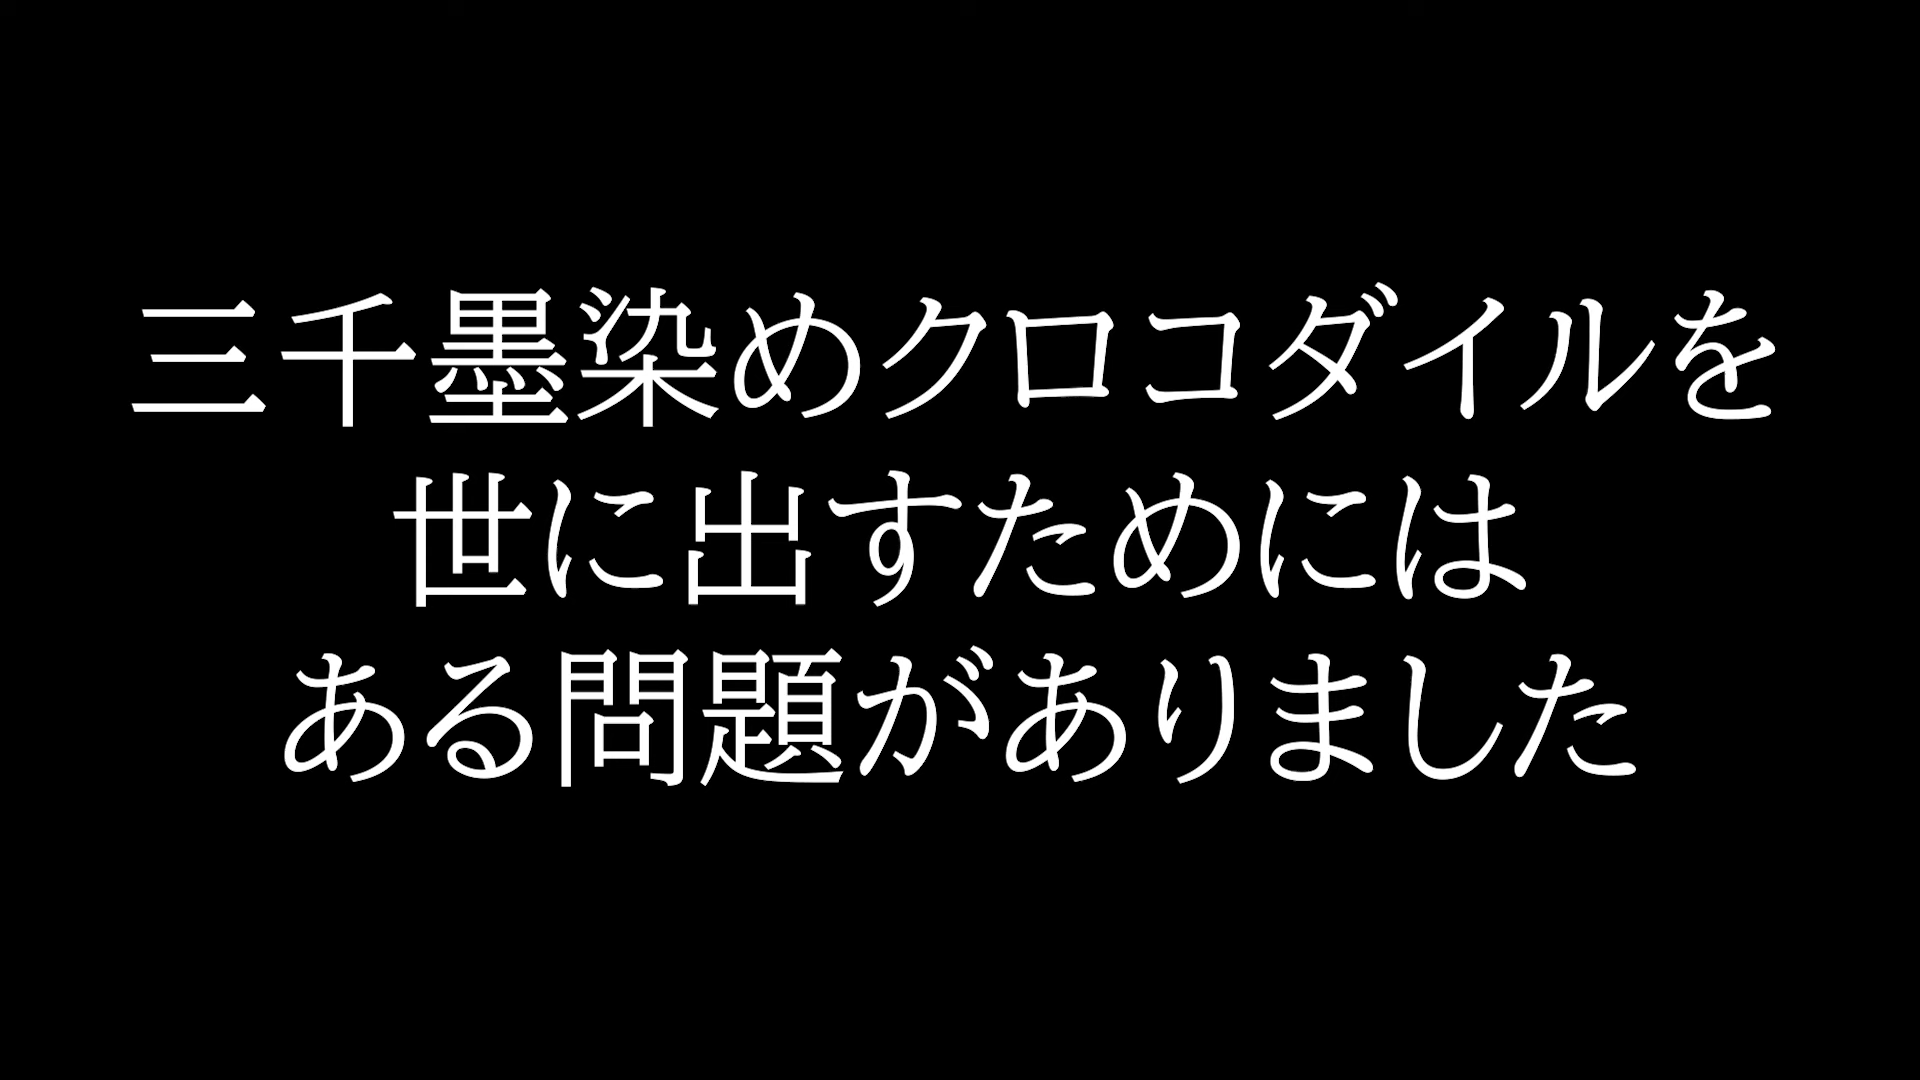 三千墨染めクロコダイルを
世に出すためには
ある問題がありました